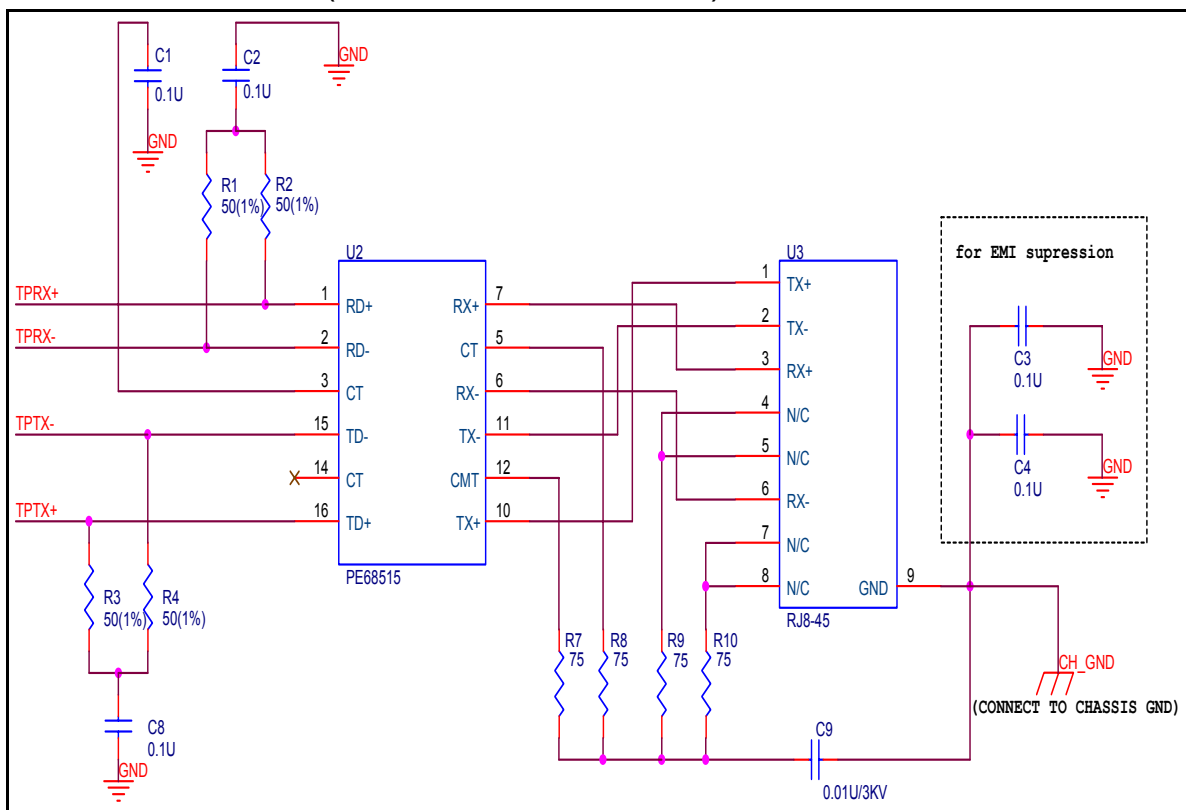 C1
0.1U
GND
C2
0.1U
GND
R1
50(1%)
R2
50(1%)
TPRX+
TPRX-
TPTX-
TPTX+
U2
1 RD+
2 RD-
3 CT
15 TD-
14 CT
16 TD+
RX+ 7
CT 5
RX- 6
TX- 11
CMT 12
TX+ 10
PE68515
R3
50(1%)
R4
50(1%)
C8
0.1U
GND
U3
1 TX+
2 TX-
3 RX+
4 N/C
5 N/C
6 RX-
7 N/C
8 N/C
GND 9
RJ8-45
R7
75
R8
75
R9
75
R10
75
C9
0.01U/3KV
for EMI supression
C3
0.1U
GND
C4
0.1U
GND
CH_GND
(CONNECT TO CHASSIS GND)